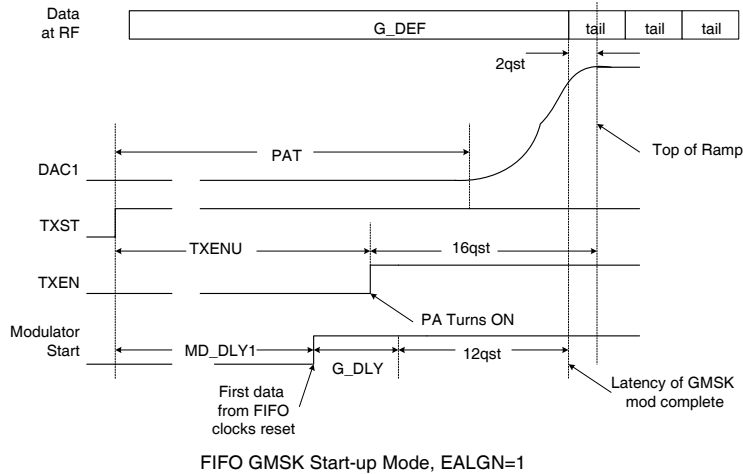 Data
at RF
G_DEF
tail
tail
tail
2qst
PAT
Top of Ramp
DAC1
TXST
TXENU
16qst
TXEN
PA Turns ON
Modulator
Start
MD_DLY1
G_DLY
12qst
First data
from FIFO
clocks reset
Latency of GMSK
mod complete
FIFO GMSK Start-up Mode, EALGN=1